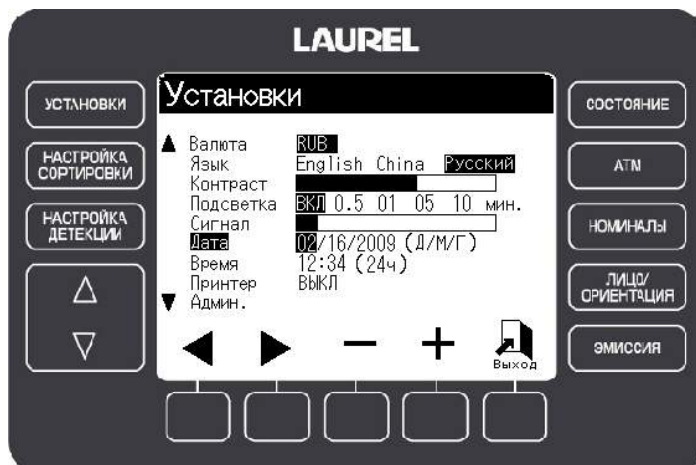 LAUREL
УСТАНОВКИ
НАСТРОЙКА
СОРТИРОВКИ
НАСТРОЙКА
ДЕТЕКЦИИ
Установки
Валюта RUB
Язык English China Русский
Контраст
Подсветка ВКЛ 0.5 01 05 10 мин.
Сигнал
Дата 02/16/2009 (Д/М/Г)
Время 12:34 (24ч)
Принтер ВЫКЛ
Админ.
Выход
СОСТОЯНИЕ
ATM
НОМИНАЛЫ
ЛИЦО/
ОРИЕНТАЦИЯ
ЭМИССИЯ